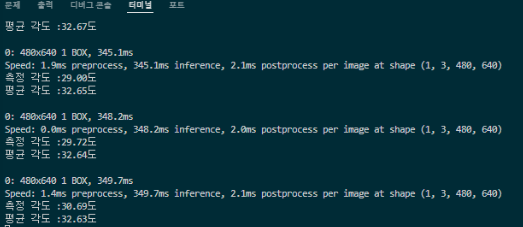 문제 출력 디버그 콘솔 터미널 포트
평균 각도 :32.67도
0: 480x640 1 BOX, 345.1ms
Speed: 1.9ms preprocess, 345.1ms inference, 2.1ms postprocess per image at shape (1, 3, 480, 640)
측정 각도 :29.00도
평균 각도 :32.65도
0: 480x640 1 BOX, 348.2ms
Speed: 0.0ms preprocess, 348.2ms inference, 2.0ms postprocess per image at shape (1, 3, 480, 640)
측정 각도 :29.72도
평균 각도 :32.64도
0: 480x640 1 BOX, 349.7ms
Speed: 1.4ms preprocess, 349.7ms inference, 2.1ms postprocess per image at shape (1, 3, 480, 640)
측정 각도 :30.69도
평균 각도 :32.63도